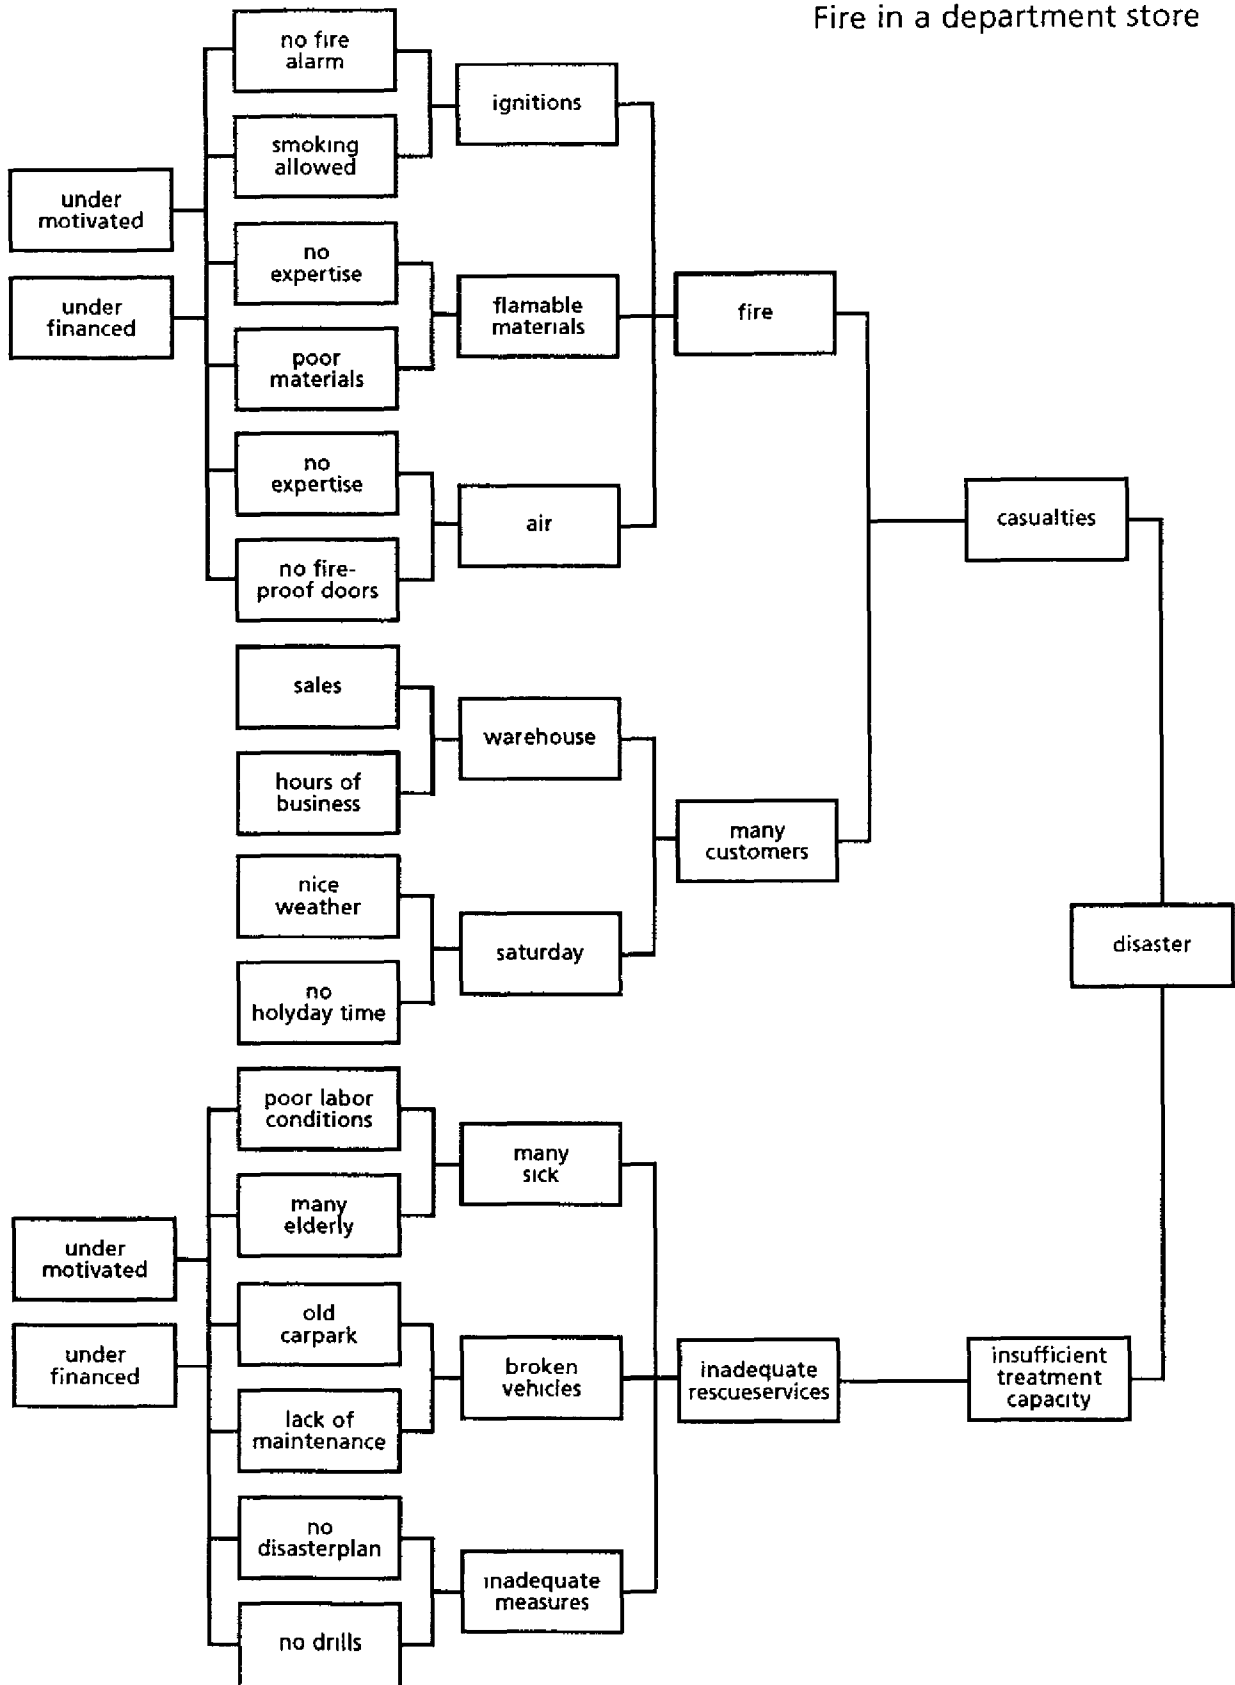 Fire in a department store
no fire
alarm
ignitions
smoking
allowed
under
motivated
no
expertise
under
financed
flamable
materials
fire
poor
materials
no
expertise
air
casualties
no fire-
proof doors
sales
warehouse
hours of
business
many
customers
nice
weather
saturday
disaster
no
holyday time
poor labor
conditions
many
sick
many
elderly
under
motivated
old
carpark
under
financed
broken
vehicles
inadequate
rescueservices
insufficient
treatment
capacity
lack of
maintenance
no
disasterplan
inadequate
measures
no drills